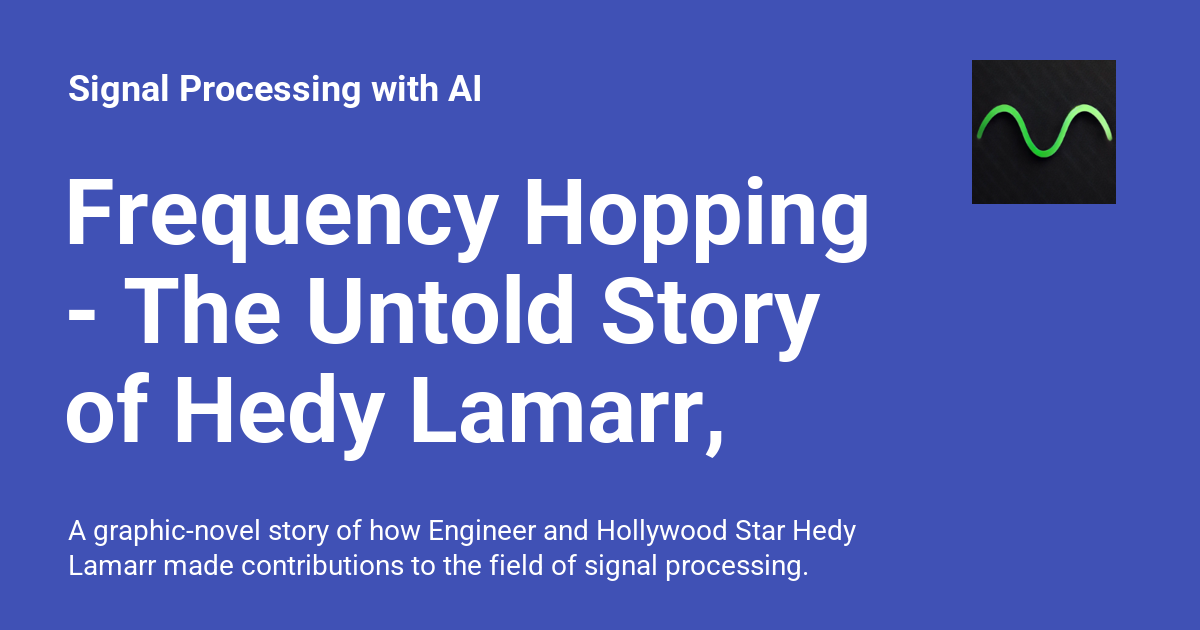 Signal Processing with AI
Frequency Hopping
- The Untold Story
of Hedy Lamarr,
A graphic-novel story of how Engineer and Hollywood Star Hedy
Lamarr made contributions to the field of signal processing.